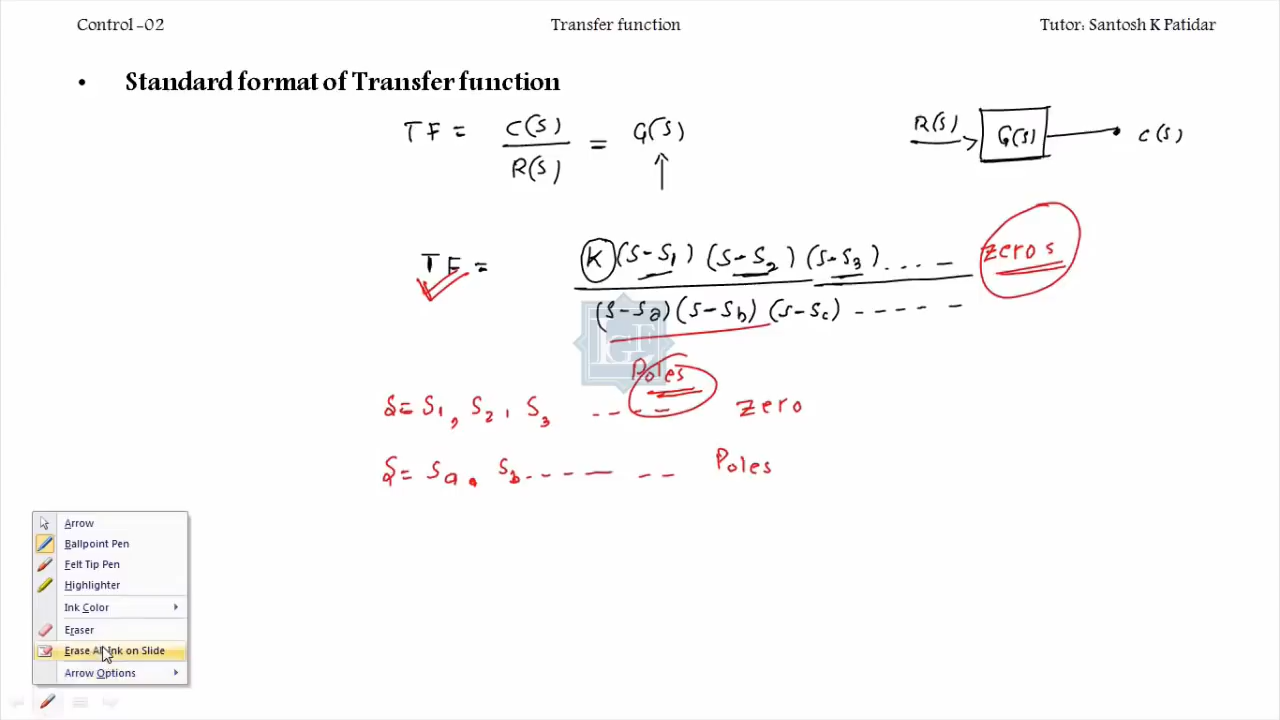 Control -02 Transfer function Tutor: Santosh K Patidar
• Standard format of Transfer function
TF = C(S) / R(S) = G(S)
R(S) G(S) C(S)
TF = K(S-S1)(S-S2)(S-S3)....- zeros
(S-Sa)(S-Sb)(S-Sc) - - - - -
IGF
Poles
S= S1, S2, S3 - - - - - zero
S= Sa, Sb - - - - - - - Poles
Arrow
Ballpoint Pen
Felt Tip Pen
Highlighter
Ink Color
Eraser
Erase All Ink on Slide
Arrow Options